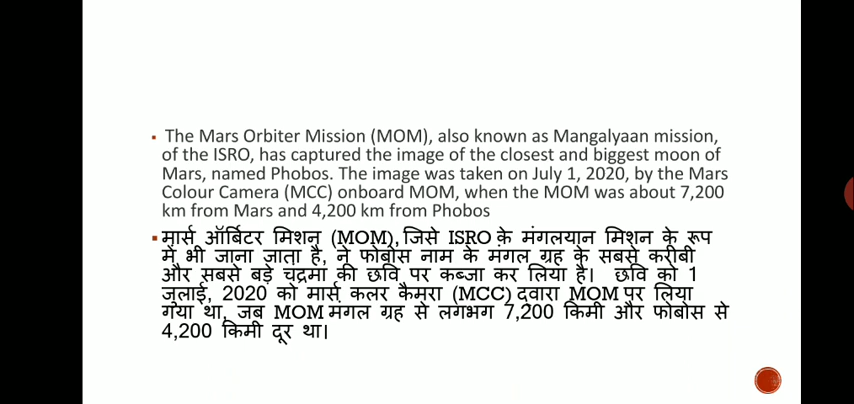 ▪ The Mars Orbiter Mission (MOM), also known as Mangalyaan mission,
of the ISRO, has captured the image of the closest and biggest moon of
Mars, named Phobos. The image was taken on July 1, 2020, by the Mars
Colour Camera (MCC) onboard MOM, when the MOM was about 7,200
km from Mars and 4,200 km from Phobos
▪ मार्स ऑर्बिटर मिशन (MOM), जिसे ISRO के मंगलयान मिशन के रूप
में भी जाना जाता है, ने फोबोस नाम के मंगल ग्रह के सबसे करीबी
और सबसे बड़े चंद्रमा की छवि पर कब्जा कर लिया है। छवि को 1
जुलाई, 2020 को मार्स कलर कैमरा (MCC) द्वारा MOM पर लिया
गया था, जब MOM मंगल ग्रह से लगभग 7,200 किमी और फोबोस से
4,200 किमी दूर था।